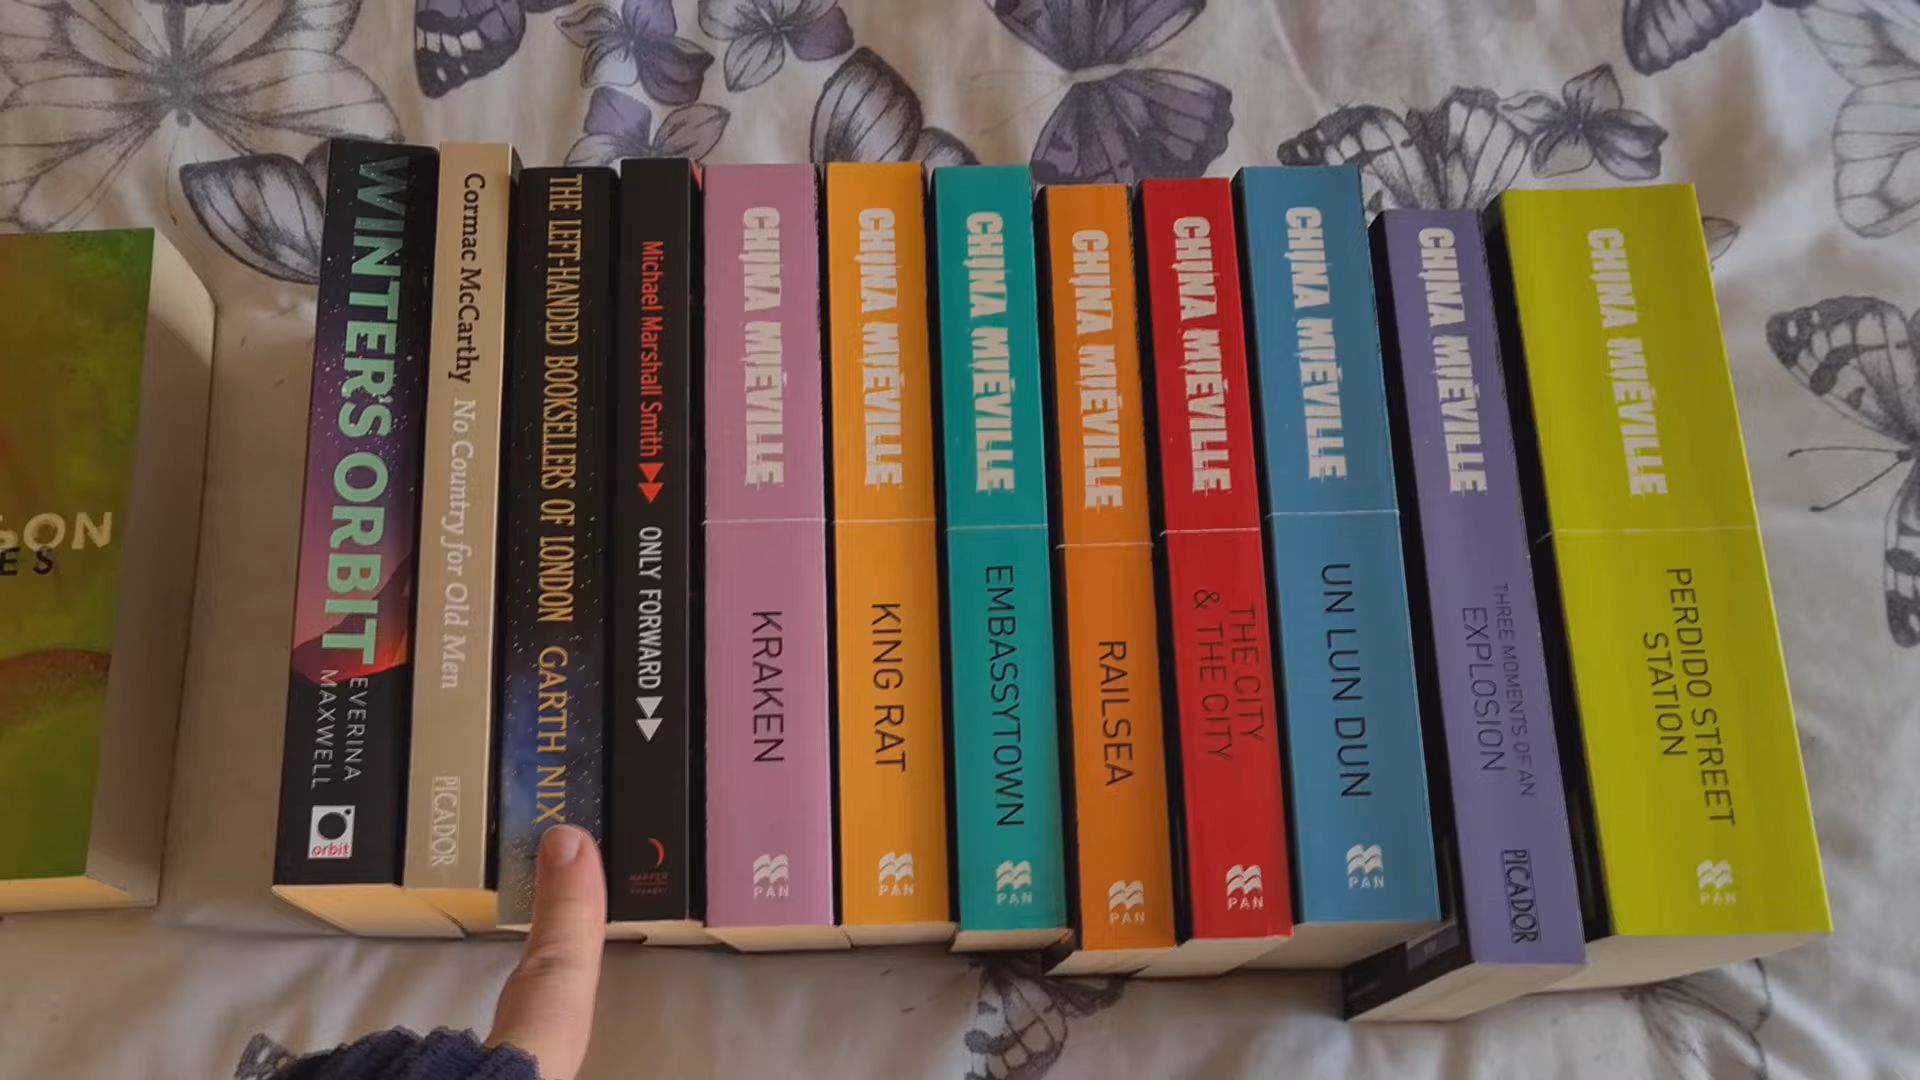 WINTER'S ORBIT
EVERINA
MAXWELL
orbit
Cormac McCarthy No Country for Old Men
PICADOR
THE LEFT-HANDED BOOKSELLERS OF LONDON GARTH NIX
Michael Marshall Smith
ONLY FORWARD
HARPER
CHINA MIÉVILLE
KRAKEN
PAN
CHINA MIÉVILLE
KING RAT
PAN
CHINA MIÉVILLE
EMBASSYTOWN
PAN
CHINA MIÉVILLE
RAILSEA
PAN
CHINA MIÉVILLE
THE CITY
& THE CITY
PAN
CHINA MIÉVILLE
UN LUN DUN
PAN
CHINA MIÉVILLE
THREE MOMENTS OF AN
EXPLOSION
PICADOR
CHINA MIÉVILLE
PERDIDO STREET
STATION
PAN